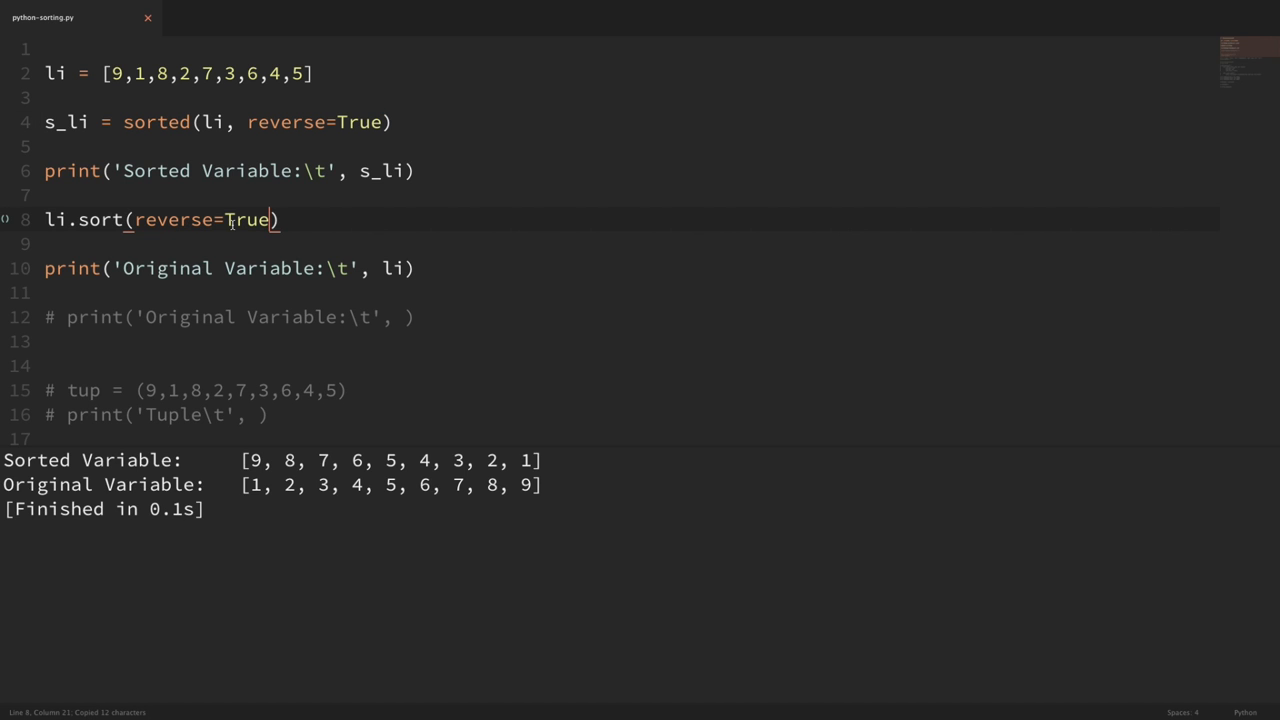 python-sorting.py ×
1
2 li = [9,1,8,2,7,3,6,4,5]
3
4 s_li = sorted(li, reverse=True)
5
6 print('Sorted Variable:\t', s_li)
7
() 8 li.sort(reverse=True)
9
10 print('Original Variable:\t', li)
11
12 # print('Original Variable:\t', )
13
14
15 # tup = (9,1,8,2,7,3,6,4,5)
16 # print('Tuple\t', )
17
Sorted Variable: [9, 8, 7, 6, 5, 4, 3, 2, 1]
Original Variable: [1, 2, 3, 4, 5, 6, 7, 8, 9]
[Finished in 0.1s]
Line 8, Column 21; Copied 12 characters Spaces: 4 Python